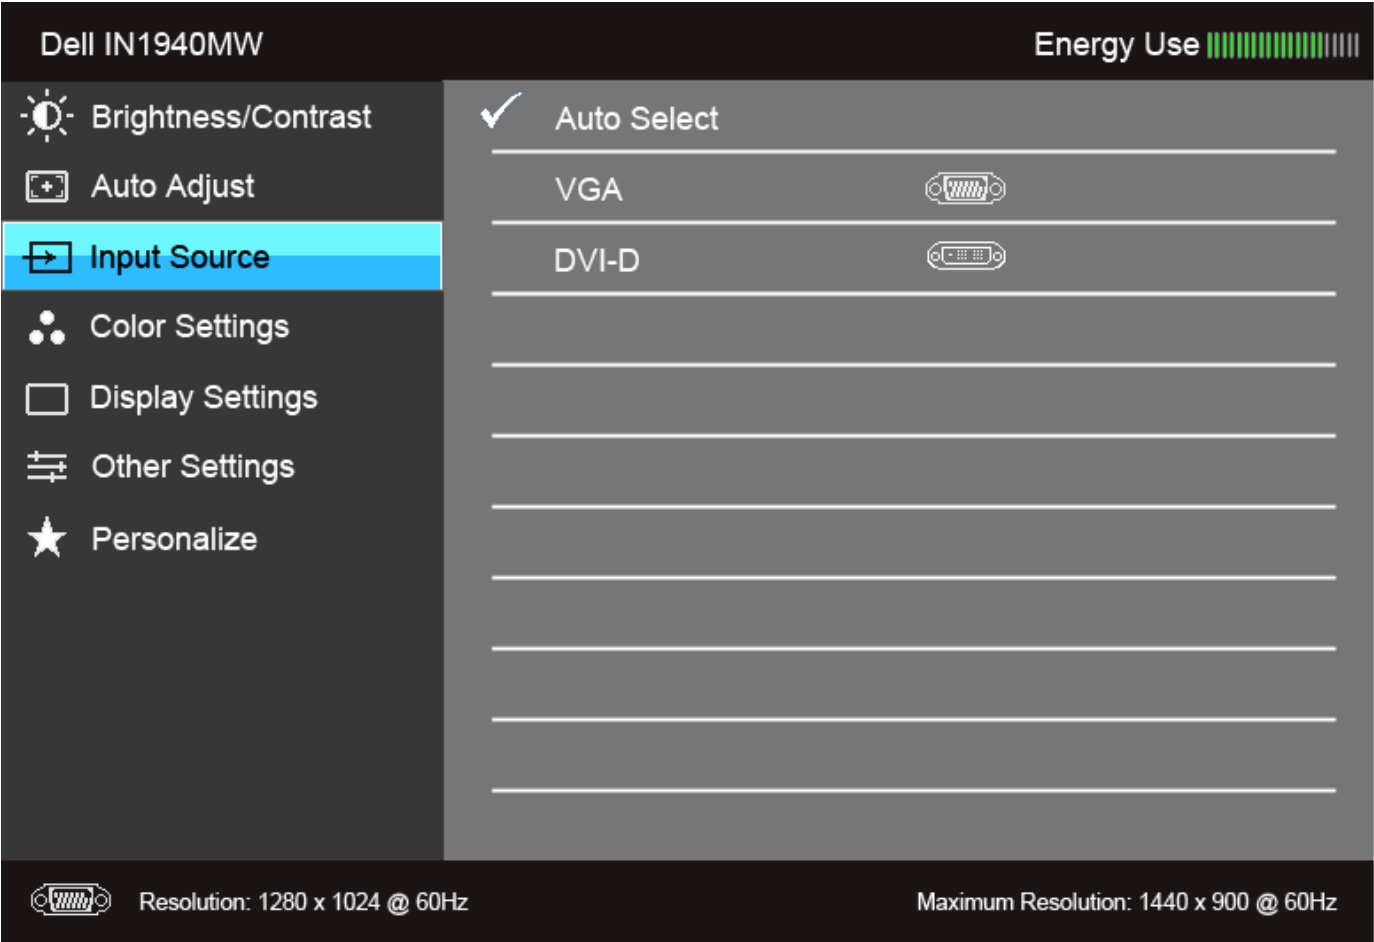 Dell IN1940MW
Energy Use
Brightness/Contrast
Auto Adjust
Input Source
Color Settings
Display Settings
Other Settings
Personalize
Auto Select
VGA
DVI-D
Resolution: 1280 x 1024 @ 60Hz
Maximum Resolution: 1440 x 900 @ 60Hz